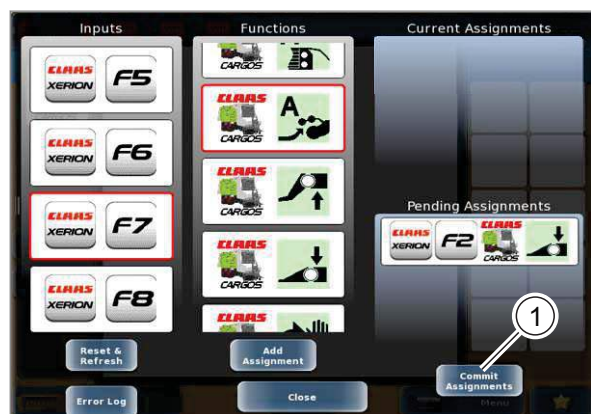 Inputs
Functions
Current Assignments
CLAAS
XERION
F5
CLAAS
XERION
F6
CLAAS
XERION
F7
CLAAS
XERION
F8
CARGOS
CLAAS
A
CARGOS
CLAAS
CARGOS
CLAAS
CARGOS
CLAAS
Pending Assignments
CLAAS
XERION
F2
CLAAS
CARGOS
1
Reset &
Refresh
Add
Assignment
Commit
Assignments
Error Log
Close
Menu